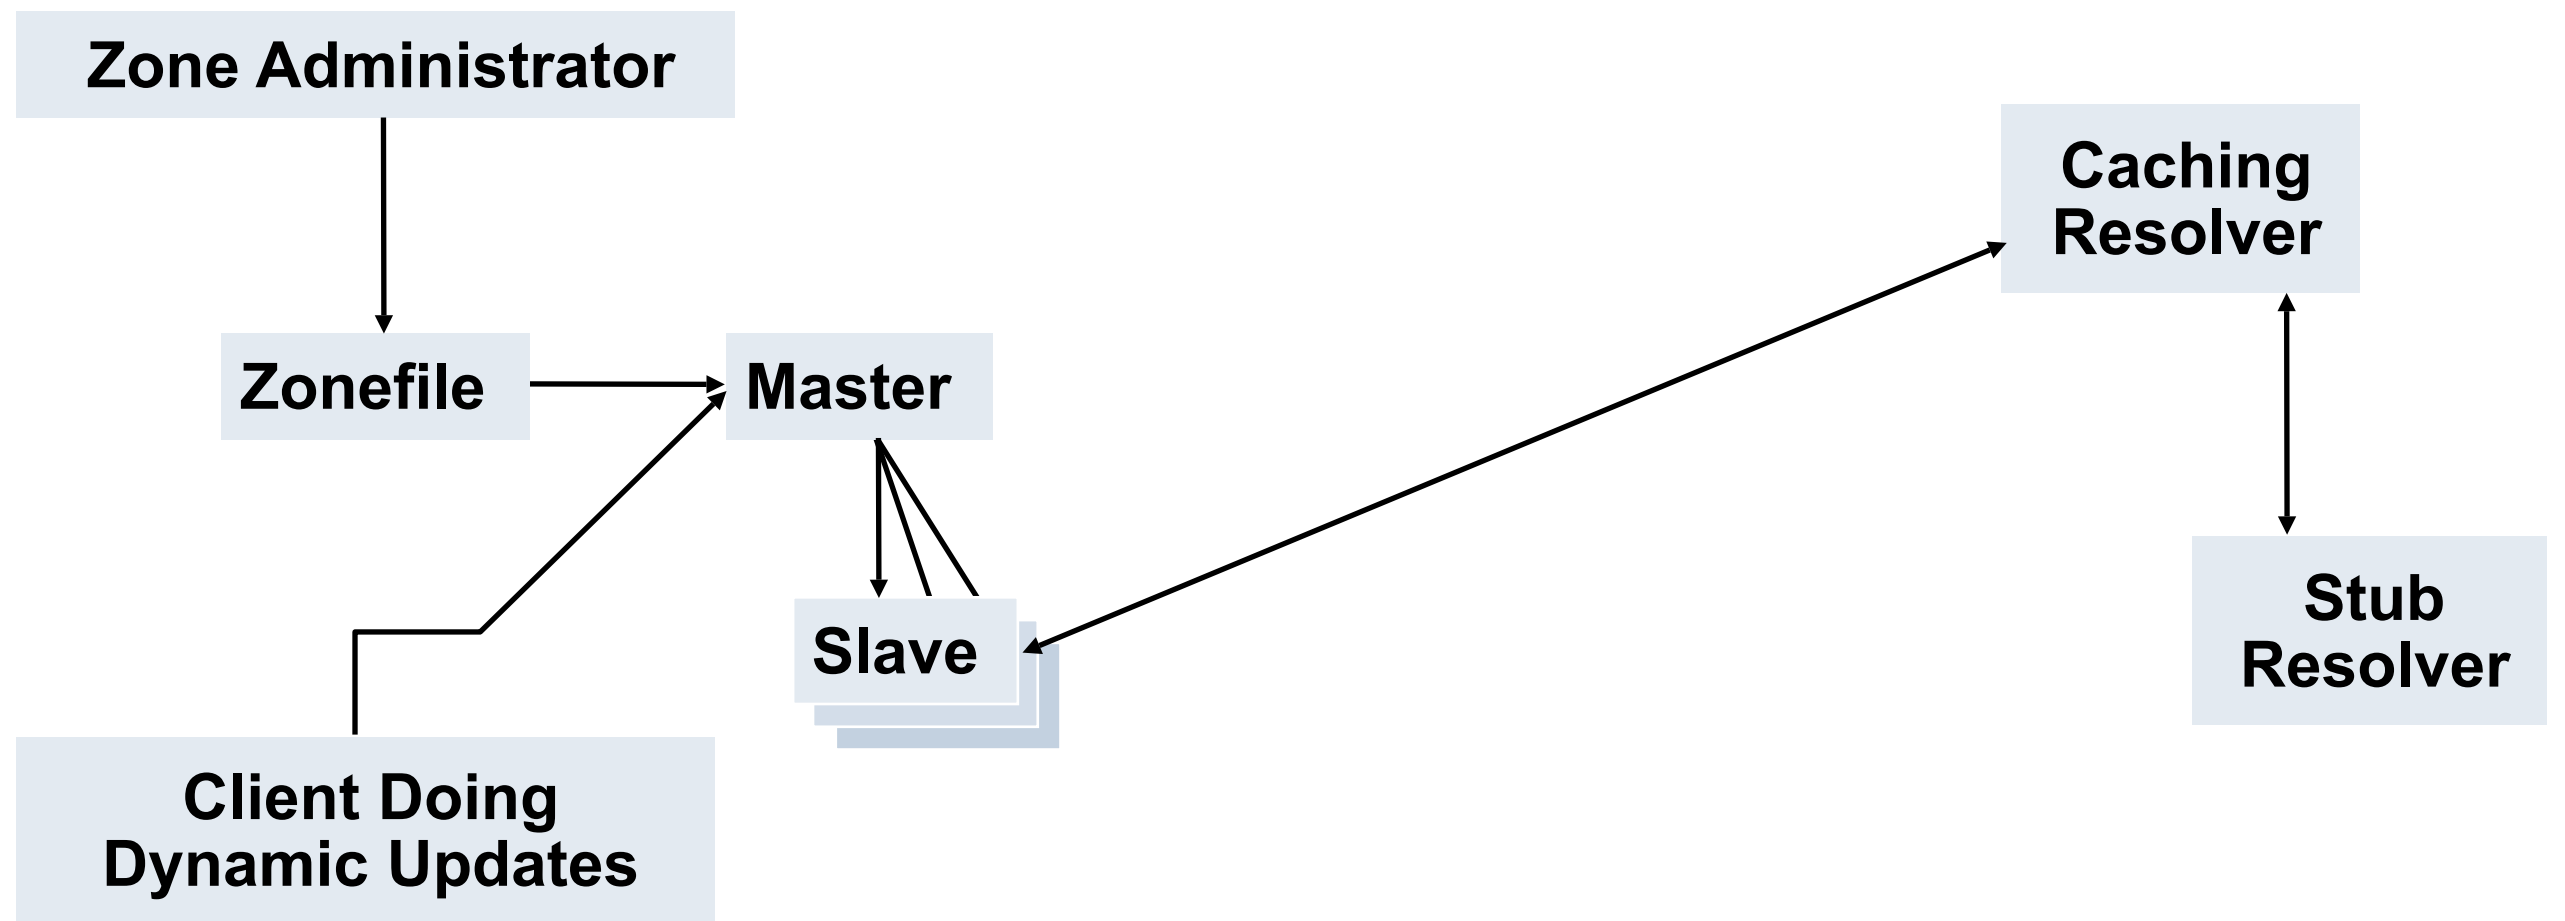 Zone Administrator
Caching
Resolver
Zonefile
Master
Stub
Resolver
Slave
Client Doing
Dynamic Updates